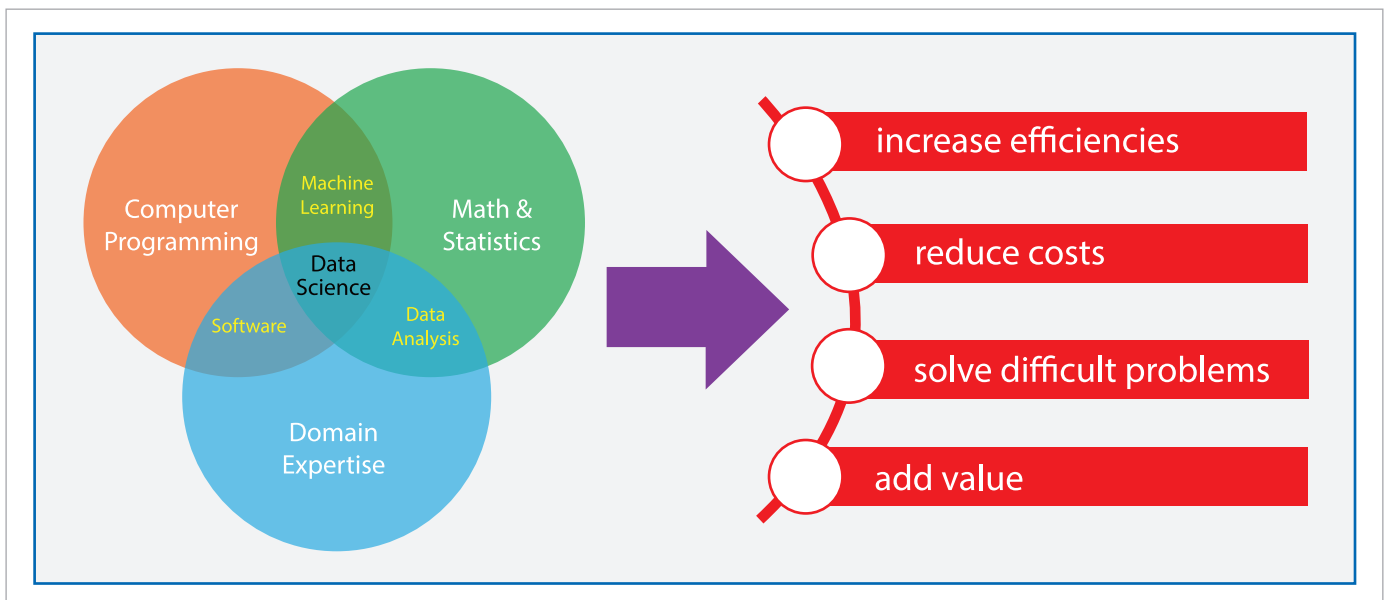 Computer
Programming
Machine
Learning
Math &
Statistics
Data
Science
Software
Data
Analysis
Domain
Expertise
increase efficiencies
reduce costs
solve difficult problems
add value